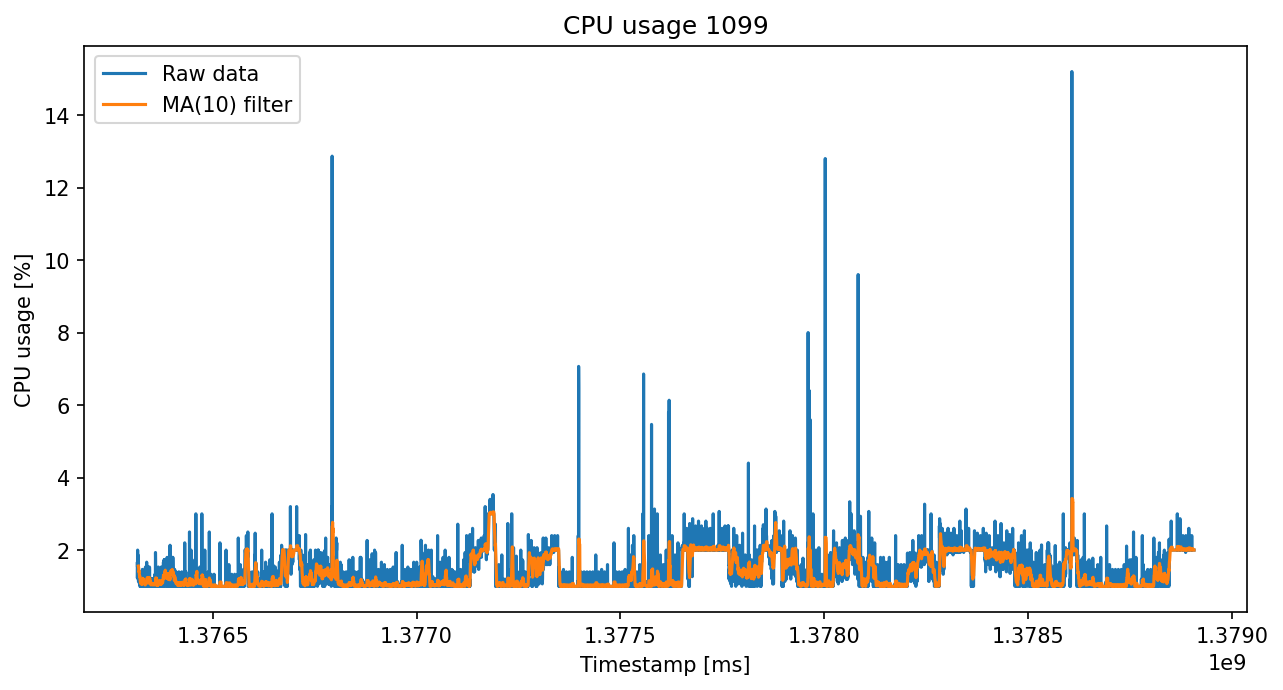 CPU usage 1099
Raw data
MA(10) filter
CPU usage [%]
14
12
10
8
6
4
2
1.3765 1.3770 1.3775 1.3780 1.3785 1.3790
1e9
Timestamp [ms]